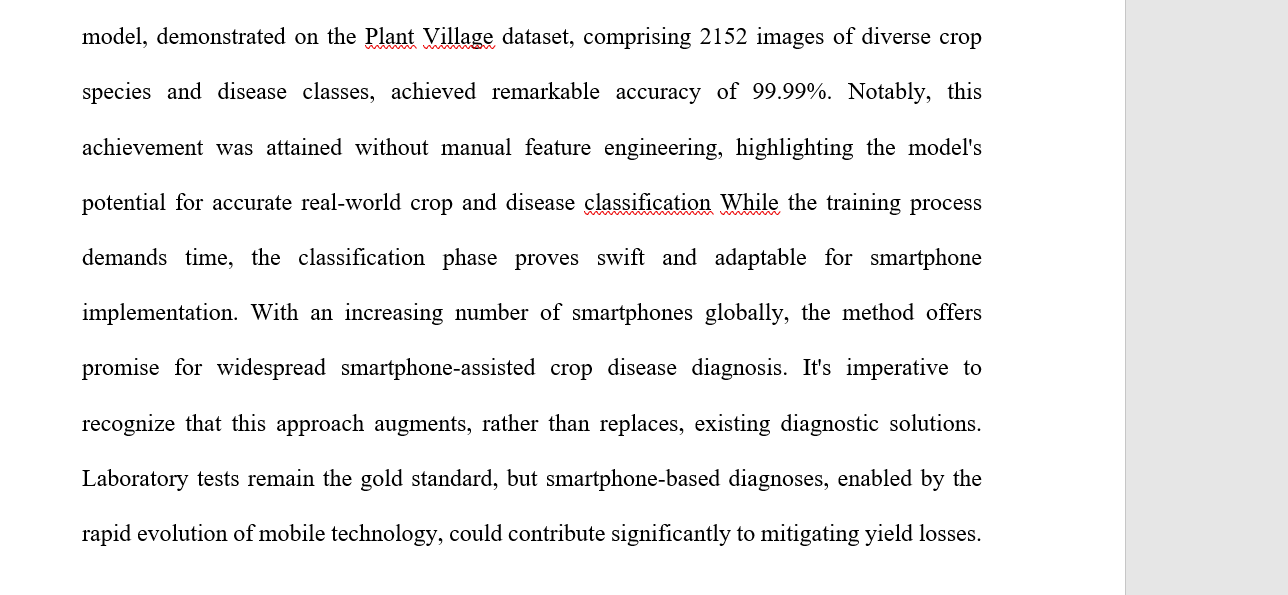 model, demonstrated on the Plant Village dataset, comprising 2152 images of diverse crop
species and disease classes, achieved remarkable accuracy of 99.99%. Notably, this
achievement was attained without manual feature engineering, highlighting the model's
potential for accurate real-world crop and disease classification While the training process
demands time, the classification phase proves swift and adaptable for smartphone
implementation. With an increasing number of smartphones globally, the method offers
promise for widespread smartphone-assisted crop disease diagnosis. It's imperative to
recognize that this approach augments, rather than replaces, existing diagnostic solutions.
Laboratory tests remain the gold standard, but smartphone-based diagnoses, enabled by the
rapid evolution of mobile technology, could contribute significantly to mitigating yield losses.